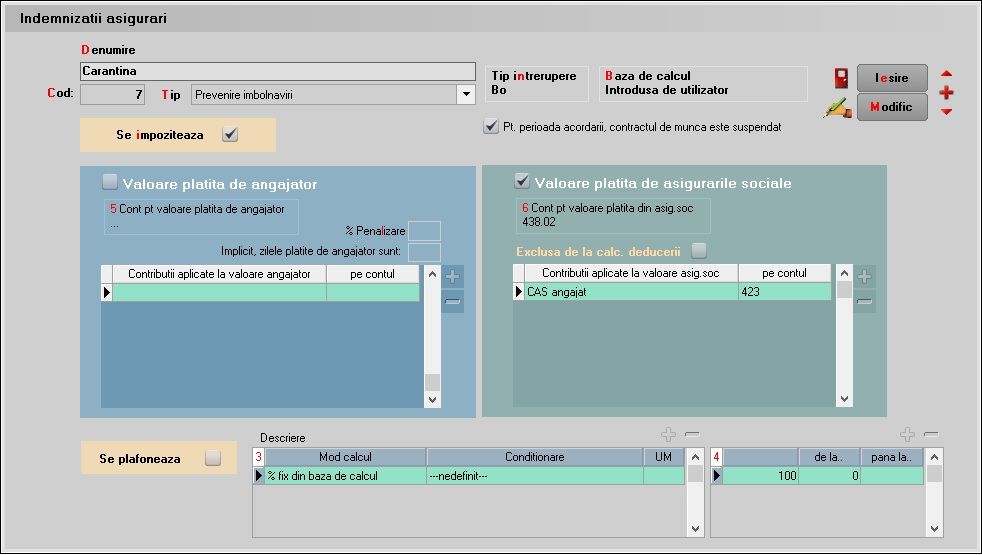 Indemnizatii asigurari
Denumire
Carantina
Cod: 7 Tip Prevenire imbolnaviri
Tip intrerupere
Bo
Baza de calcul
Introdusa de utilizator
Iesire
Modific
Se impoziteaza
Pt. perioada acordarii, contractul de munca este suspendat
Valoare platita de angajator
5 Cont pt valoare platita de angajator
...
% Penalizare
Implicit, zilele platite de angajator sunt:
Contributii aplicate la valoare angajator pe contul
Valoare platita de asigurarile sociale
6 Cont pt valoare platita din asig.soc
438.02
Exclusa de la calc. deducerii
Contributii aplicate la valoare asig.soc pe contul
CAS angajat 423
Se plafoneaza
Descriere
3 Mod calcul Conditionare UM
% fix din baza de calcul ---nedefinit---
4 de la.. pana la..
100 0